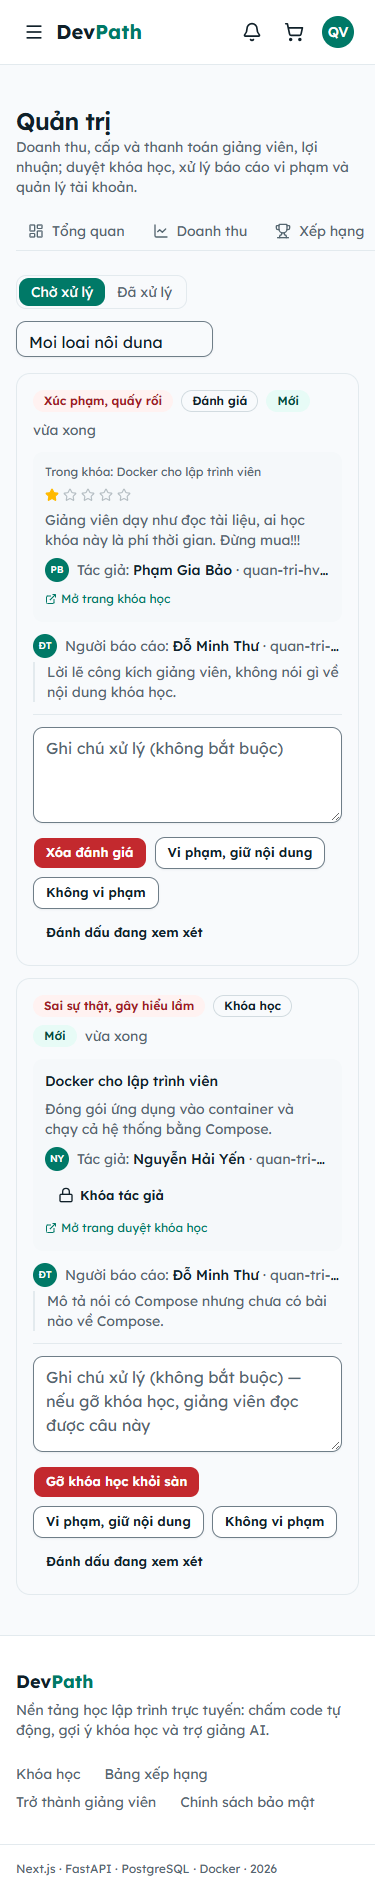 DevPath
QV
Quản trị
Doanh thu, cấp và thanh toán giảng viên, lợi
nhuận; duyệt khóa học, xử lý báo cáo vi phạm và
quản lý tài khoản.
Tổng quan Doanh thu Xếp hạng
Chờ xử lý Đã xử lý
Mọi loại nội dung
Xúc phạm, quấy rối Đánh giá Mới
vừa xong
Trong khóa: Docker cho lập trình viên
Giảng viên dạy như đọc tài liệu, ai học
khóa này là phí thời gian. Đừng mua!!!
PB Tác giả: Phạm Gia Bảo · quan-tri-hv...
Mở trang khóa học
ĐT Người báo cáo: Đỗ Minh Thư · quan-tri-...
Lời lẽ công kích giảng viên, không nói gì về
nội dung khóa học.
Ghi chú xử lý (không bắt buộc)
Xóa đánh giá Vi phạm, giữ nội dung
Không vi phạm
Đánh dấu đang xem xét
Sai sự thật, gây hiểu lầm Khóa học
Mới vừa xong
Docker cho lập trình viên
Đóng gói ứng dụng vào container và
chạy cả hệ thống bằng Compose.
NY Tác giả: Nguyễn Hải Yến · quan-tri-...
Khóa tác giả
Mở trang duyệt khóa học
ĐT Người báo cáo: Đỗ Minh Thư · quan-tri-...
Mô tả nói có Compose nhưng chưa có bài
nào về Compose.
Ghi chú xử lý (không bắt buộc) —
nếu gỡ khóa học, giảng viên đọc
được câu này
Gỡ khóa học khỏi sàn
Vi phạm, giữ nội dung Không vi phạm
Đánh dấu đang xem xét
DevPath
Nền tảng học lập trình trực tuyến: chấm code tự
động, gợi ý khóa học và trợ giảng AI.
Khóa học Bảng xếp hạng
Trở thành giảng viên Chính sách bảo mật
Next.js · FastAPI · PostgreSQL · Docker · 2026